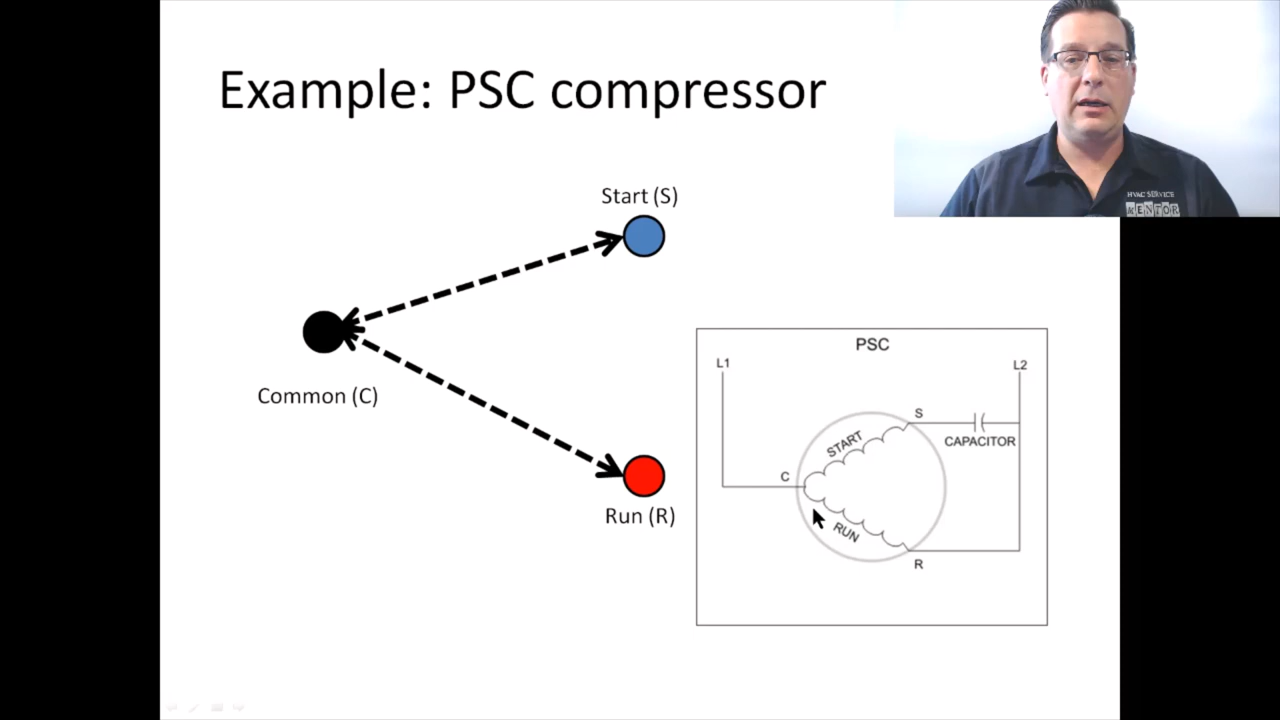 Example: PSC compressor
HVAC SERVICE
MENTOR
Start (S)
Common (C)
Run (R)
PSC
L1
L2
S
START
CAPACITOR
C
RUN
R